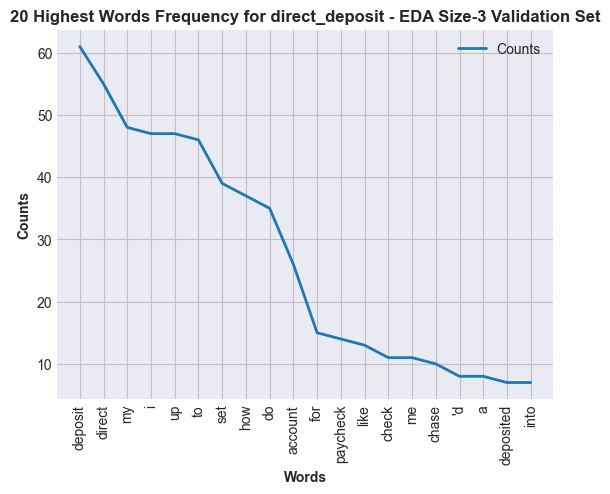 20 Highest Words Frequency for direct_deposit - EDA Size-3 Validation Set
Counts
60
50
40
30
20
10
Counts
deposit
direct
my
i
up
to
set
how
do
account
for
paycheck
like
check
me
chase
'd
a
deposited
into
Words